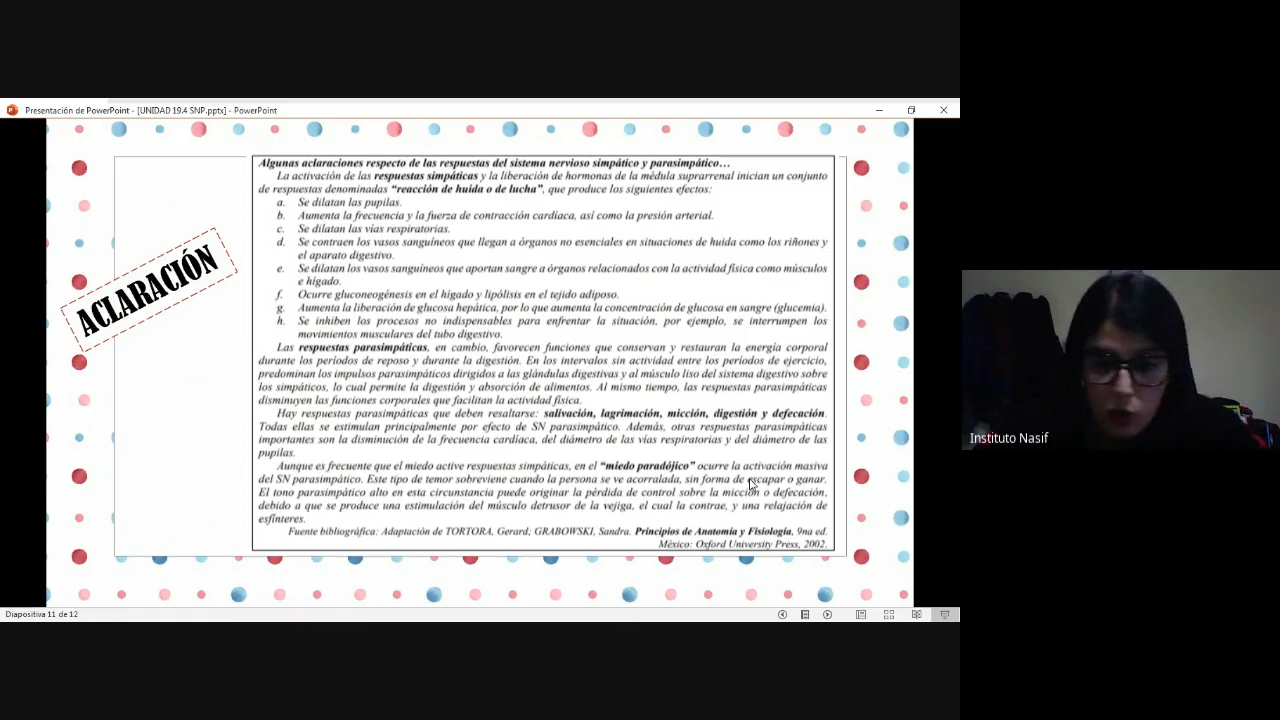 Presentación de PowerPoint - [UNIDAD 19.4 SNP.pptx] - PowerPoint
ACLARACIÓN
Algunas aclaraciones respecto de las respuestas del sistema nervioso simpático y parasimpático…
La activación de las respuestas simpáticas y la liberación de hormonas de la médula suprarrenal inician un conjunto
de respuestas denominadas “reacción de huida o de lucha”, que produce los siguientes efectos:
a. Se dilatan las pupilas.
b. Aumenta la frecuencia y la fuerza de contracción cardíaca, así como la presión arterial.
c. Se dilatan las vías respiratorias.
d. Se contraen los vasos sanguíneos que llegan a órganos no esenciales en situaciones de huida como los riñones y
el aparato digestivo.
e. Se dilatan los vasos sanguíneos que aportan sangre a órganos relacionados con la actividad física como músculos
e hígado.
f. Ocurre gluconeogénesis en el hígado y lipólisis en el tejido adiposo.
g. Aumenta la liberación de glucosa hepática, por lo que aumenta la concentración de glucosa en sangre (glucemia).
h. Se inhiben los procesos no indispensables para enfrentar la situación, por ejemplo, se interrumpen los
movimientos musculares del tubo digestivo.
Las respuestas parasimpáticas, en cambio, favorecen funciones que conservan y restauran la energía corporal
durante los períodos de reposo y durante la digestión. En los intervalos sin actividad entre los períodos de ejercicio,
predominan los impulsos parasimpáticos dirigidos a las glándulas digestivas y al músculo liso del sistema digestivo sobre
los simpáticos, lo cual permite la digestión y absorción de alimentos. Al mismo tiempo, las respuestas parasimpáticas
disminuyen las funciones corporales que facilitan la actividad física.
Hay respuestas parasimpáticas que deben resaltarse: salivación, lagrimación, micción, digestión y defecación.
Todas ellas se estimulan principalmente por efecto de SN parasimpático. Además, otras respuestas parasimpáticas
importantes son la disminución de la frecuencia cardíaca, del diámetro de las vías respiratorias y del diámetro de las
pupilas.
Aunque es frecuente que el miedo active respuestas simpáticas, en el “miedo paradójico” ocurre la activación masiva
del SN parasimpático. Este tipo de temor sobreviene cuando la persona se ve acorralada, sin forma de escapar o ganar.
El tono parasimpático alto en esta circunstancia puede originar la pérdida de control sobre la micción o defecación,
debido a que se produce una estimulación del músculo detrusor de la vejiga, el cual la contrae, y una relajación de
esfínteres.
Fuente bibliográfica: Adaptación de TORTORA, Gerard; GRABOWSKI, Sandra. Principios de Anatomía y Fisiología, 9na ed.
México: Oxford University Press, 2002.
Diapositiva 11 de 12
Instituto Nasif